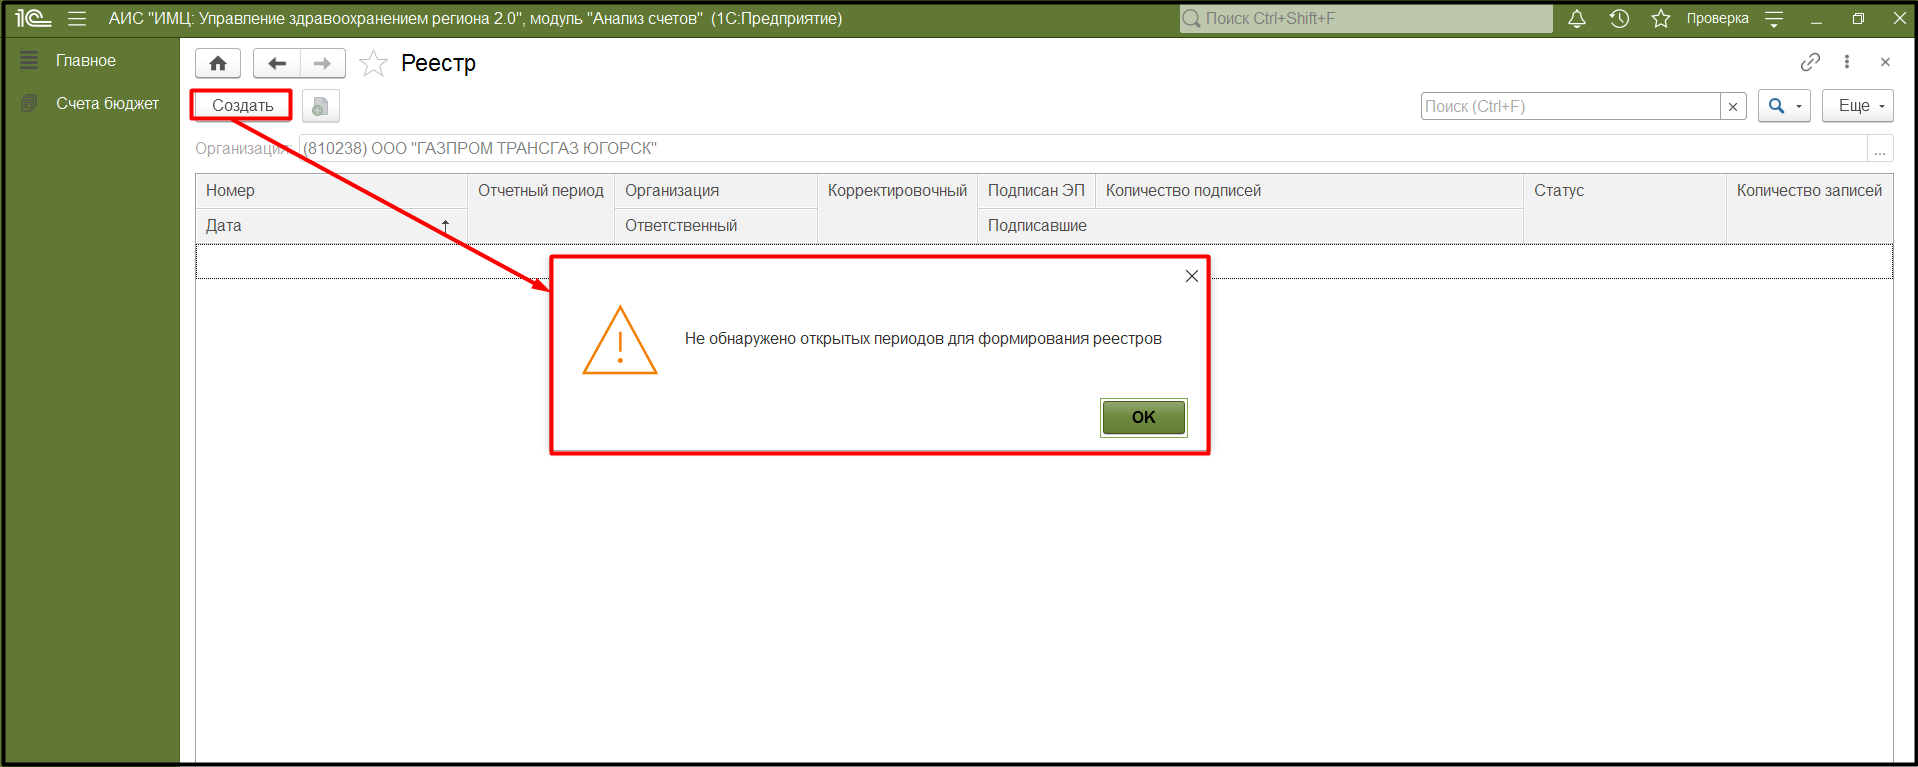 1С АИС "ИМЦ: Управление здравоохранением региона 2.0", модуль "Анализ счетов" (1С:Предприятие) Поиск Ctrl+Shift+F Проверка
Главное
Счета бюджет
Реестр
Создать Поиск (Ctrl+F) Еще
Организация: (810238) ООО "ГАЗПРОМ ТРАНСГАЗ ЮГОРСК" ...
Номер Отчетный период Организация Корректировочный Подписан ЭП Количество подписей Статус Количество записей
Дата Ответственный Подписавшие
Не обнаружено открытых периодов для формирования реестров
ОК